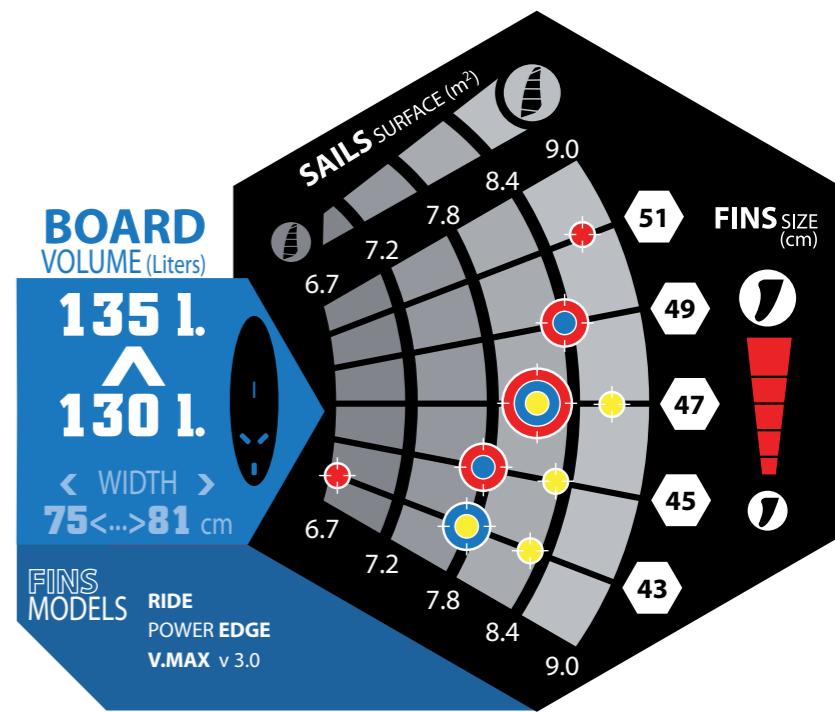 SAILS SURFACE (m²)
9.0
8.4
7.8
7.2
6.7
BOARD
VOLUME (Liters)
135 l.
130 l.
< WIDTH >
75<...>81 cm
FINS SIZE
(cm)
51
49
47
45
43
6.7
7.2
7.8
8.4
9.0
FINS
MODELS
RIDE
POWER EDGE
V.MAX v 3.0